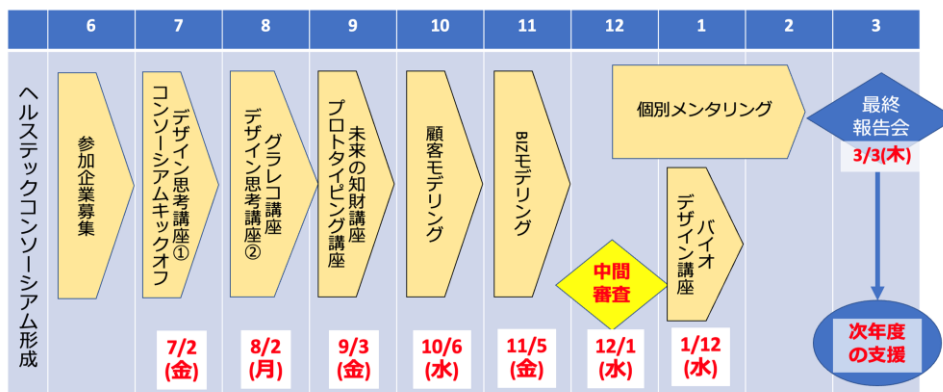 6 7 8 9 10 11 12 1 2 3
ヘルステックコンソーシアム形成
参加企業募集
コンソーシアムキックオフ
デザイン思考講座①
デザイン思考講座②
グラレコ講座
プロトタイピング講座
未来の知財講座
顧客モデリング
BIZモデリング
個別メンタリング
中間
審査
デザイン講座
バイオ
最終
報告会
3/3(木)
次年度
の支援
7/2
(金)
8/2
(月)
9/3
(金)
10/6
(水)
11/5
(金)
12/1
(水)
1/12
(水)